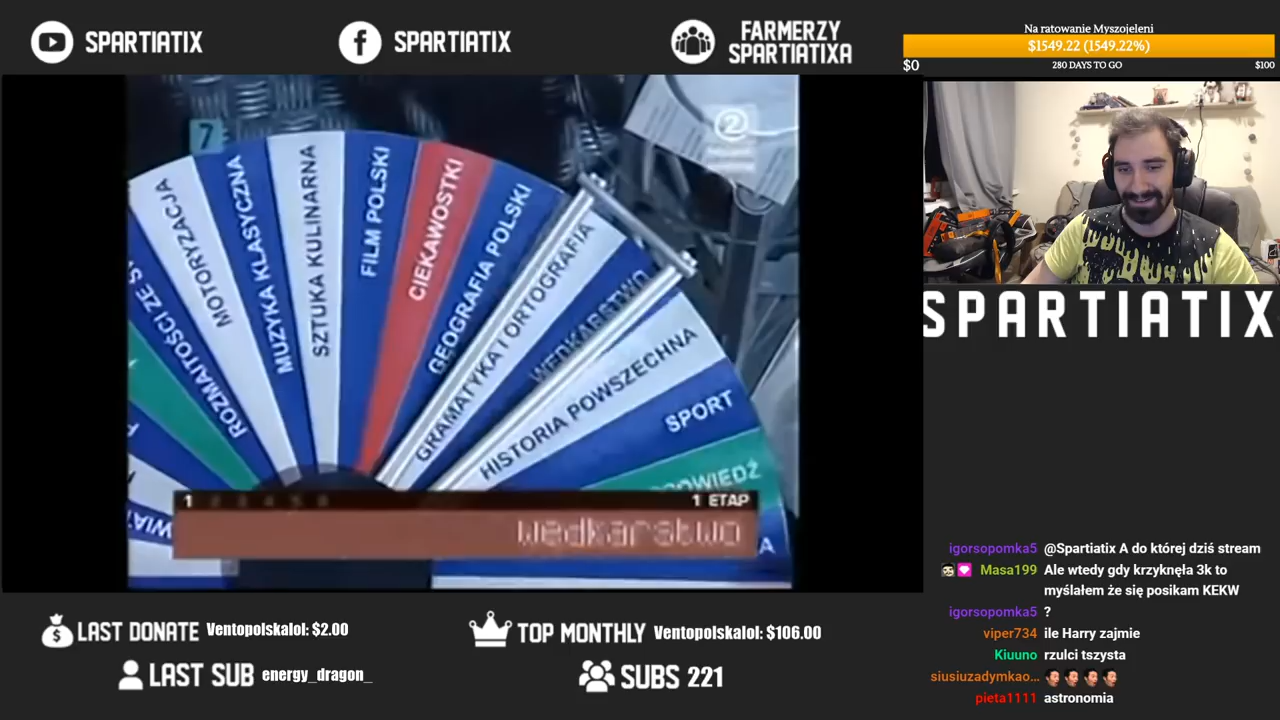 SPARTIATIX
SPARTIATIX
FARMERZY
SPARTIATIXA
Na ratowanie Myszojeleni
$1549.22 (1549.22%)
$0
280 DAYS TO GO
$100
7
2
ROZMAITOŚCI ZE
MOTORYZACJA
MUZYKA KLASYCZNA
SZTUKA KULINARNA
FILM POLSKI
CIEKAWOSTKI
GEOGRAFIA POLSKI
GRAMATYKA I ORTOGRAFIA
WĘDKARSTWO
HISTORIA POWSZECHNA
SPORT
1
1 ETAP
wędkarstwo
SPARTIATIX
igorsopomka5 @Spartiatix A do której dziś stream
Masa199 Ale wtedy gdy krzyknęła 3k to
myślałem że się posikam KEKW
igorsopomka5 ?
viper734 ile Harry zajmie
Kiuuno rzulci tszysta
siusiuzadymkao...
pieta1111 astronomia
LAST DONATE Ventopolskalol: $2.00
TOP MONTHLY Ventopolskalol: $106.00
LAST SUB energy_dragon_
SUBS 221